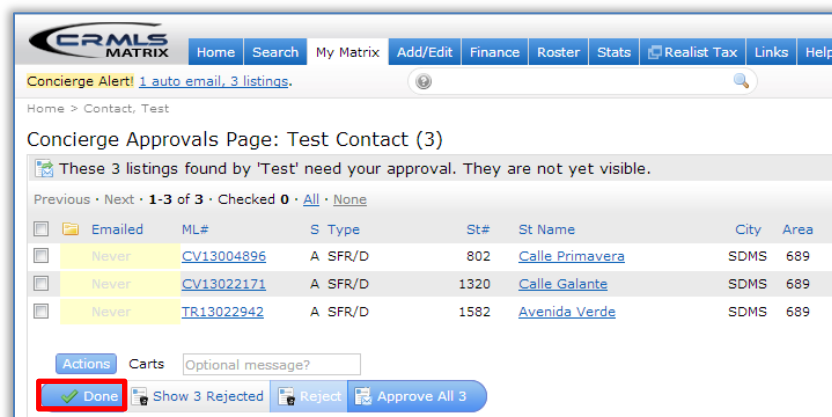 CRMLS
MATRIX
Home Search My Matrix Add/Edit Finance Roster Stats Realist Tax Links Help
Concierge Alert! 1 auto email, 3 listings.
Home > Contact, Test
Concierge Approvals Page: Test Contact (3)
These 3 listings found by 'Test' need your approval. They are not yet visible.
Previous · Next · 1-3 of 3 · Checked 0 · All · None
Emailed ML# S Type St# St Name City Area
Never CV13004896 A SFR/D 802 Calle Primavera SDMS 689
Never CV13022171 A SFR/D 1320 Calle Galante SDMS 689
Never TR13022942 A SFR/D 1582 Avenida Verde SDMS 689
Actions Carts Optional message?
Done Show 3 Rejected Reject Approve All 3